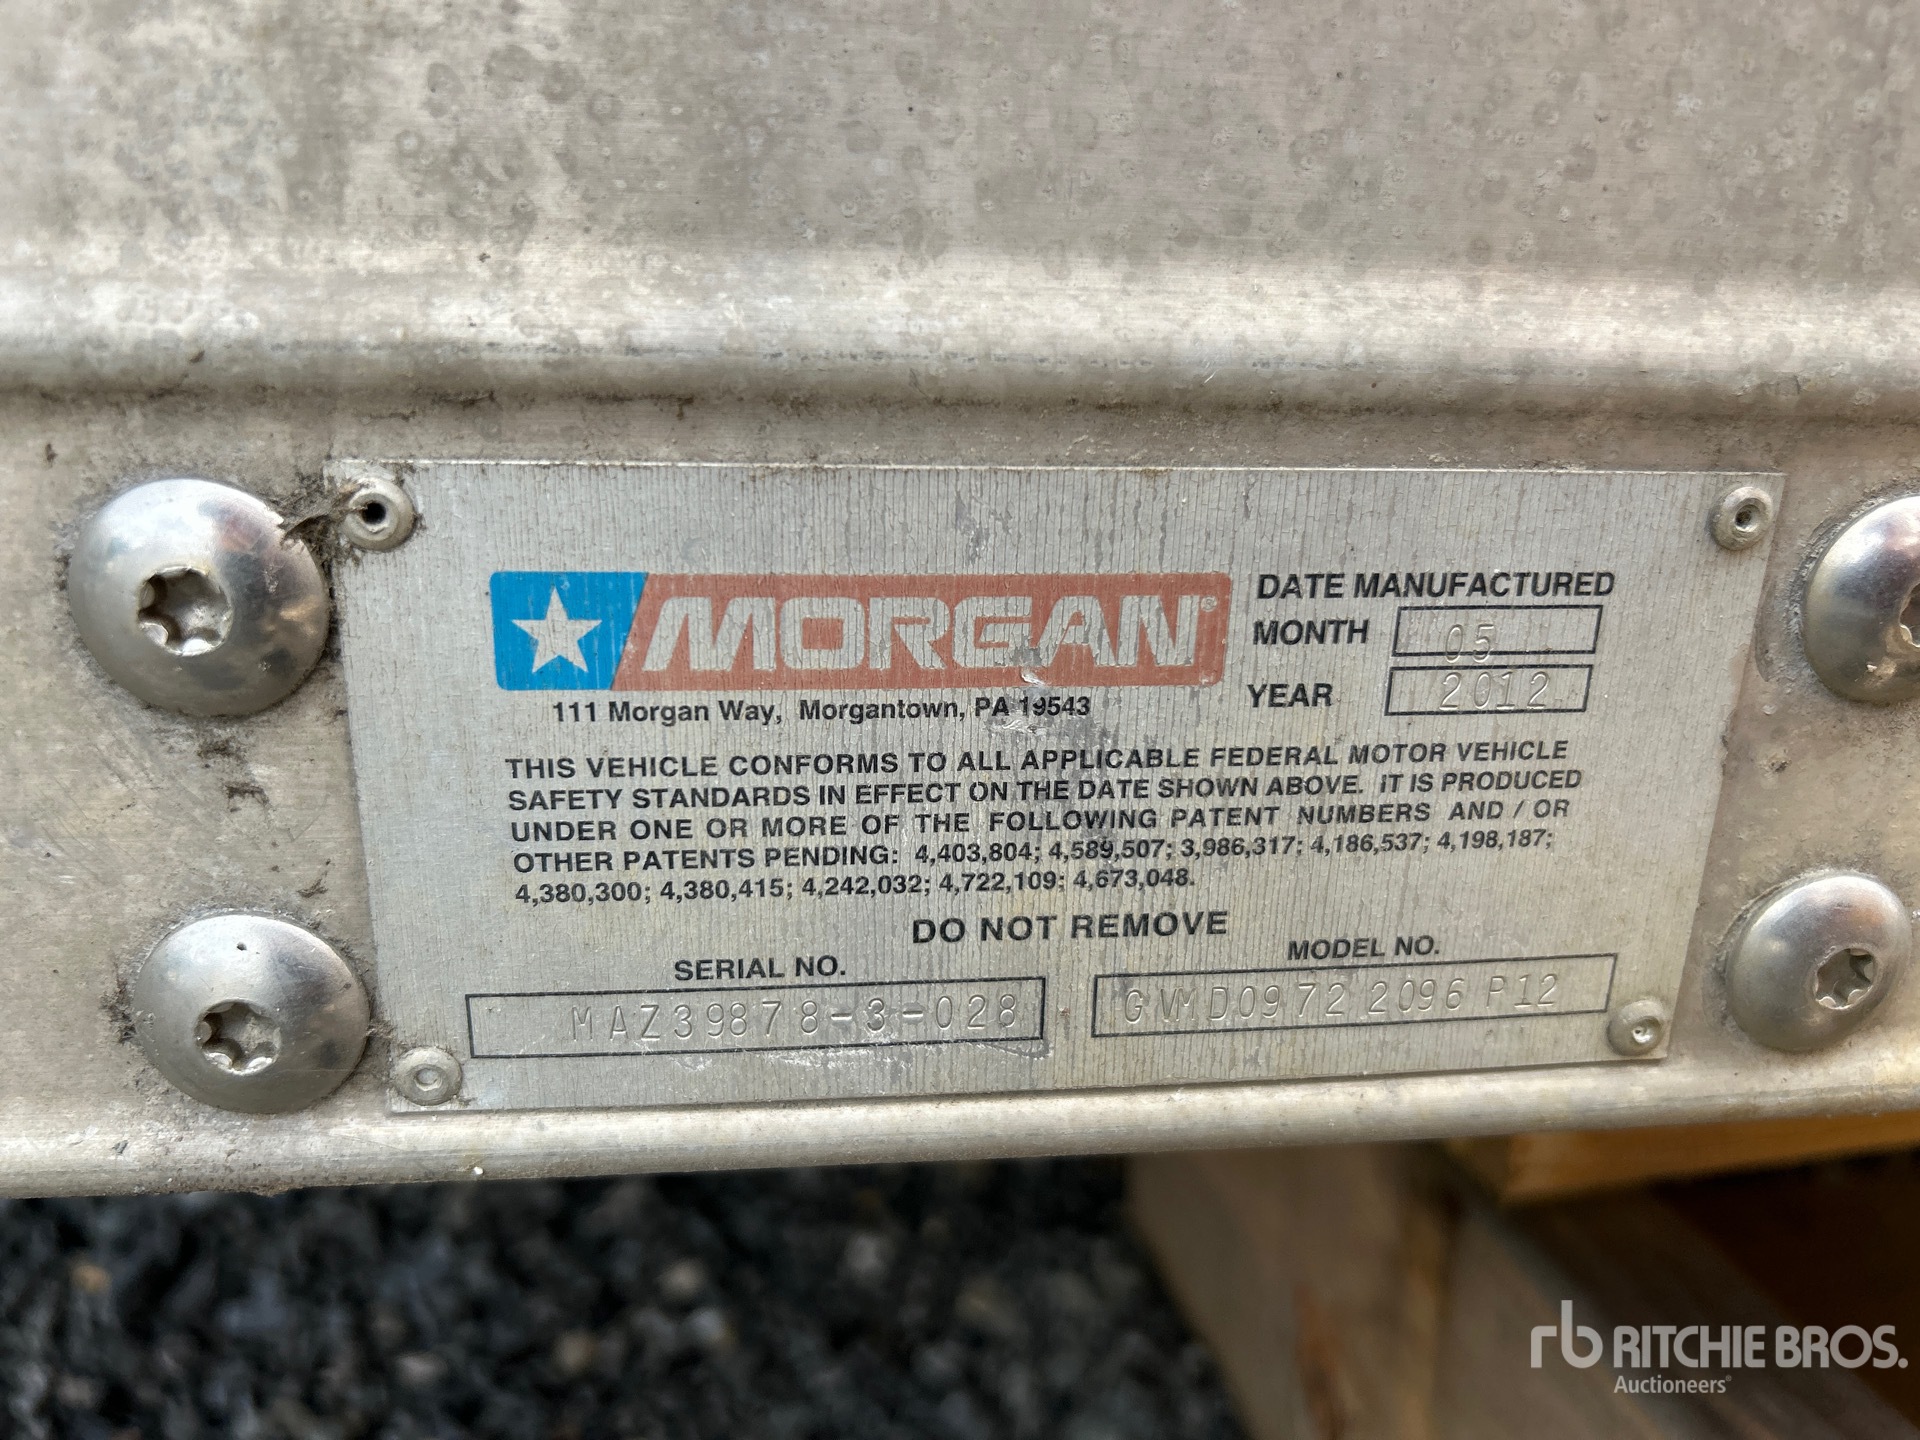 MORGAN®
111 Morgan Way, Morgantown, PA 19543
DATE MANUFACTURED
MONTH 05
YEAR 2012
THIS VEHICLE CONFORMS TO ALL APPLICABLE FEDERAL MOTOR VEHICLE
SAFETY STANDARDS IN EFFECT ON THE DATE SHOWN ABOVE. IT IS PRODUCED
UNDER ONE OR MORE OF THE FOLLOWING PATENT NUMBERS AND / OR
OTHER PATENTS PENDING: 4,403,804; 4,589,507; 3,986,317; 4,186,537; 4,198,187;
4,380,300; 4,380,415; 4,242,032; 4,722,109; 4,673,048.
DO NOT REMOVE
SERIAL NO.
MAZ39878-3-028
MODEL NO.
GVMD0972 2096 P12
rb RITCHIE BROS.
Auctioneers®